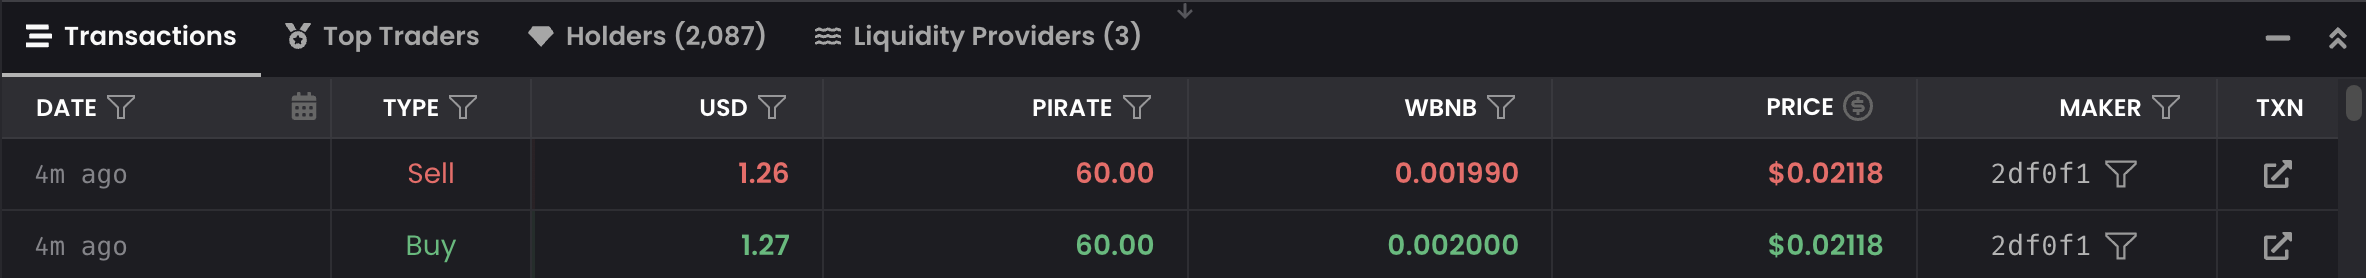 Transactions Top Traders Holders (2,087) Liquidity Providers (3)
DATE TYPE USD PIRATE WBNB PRICE MAKER TXN
4m ago Sell 1.26 60.00 0.001990 $0.02118 2df0f1
4m ago Buy 1.27 60.00 0.002000 $0.02118 2df0f1